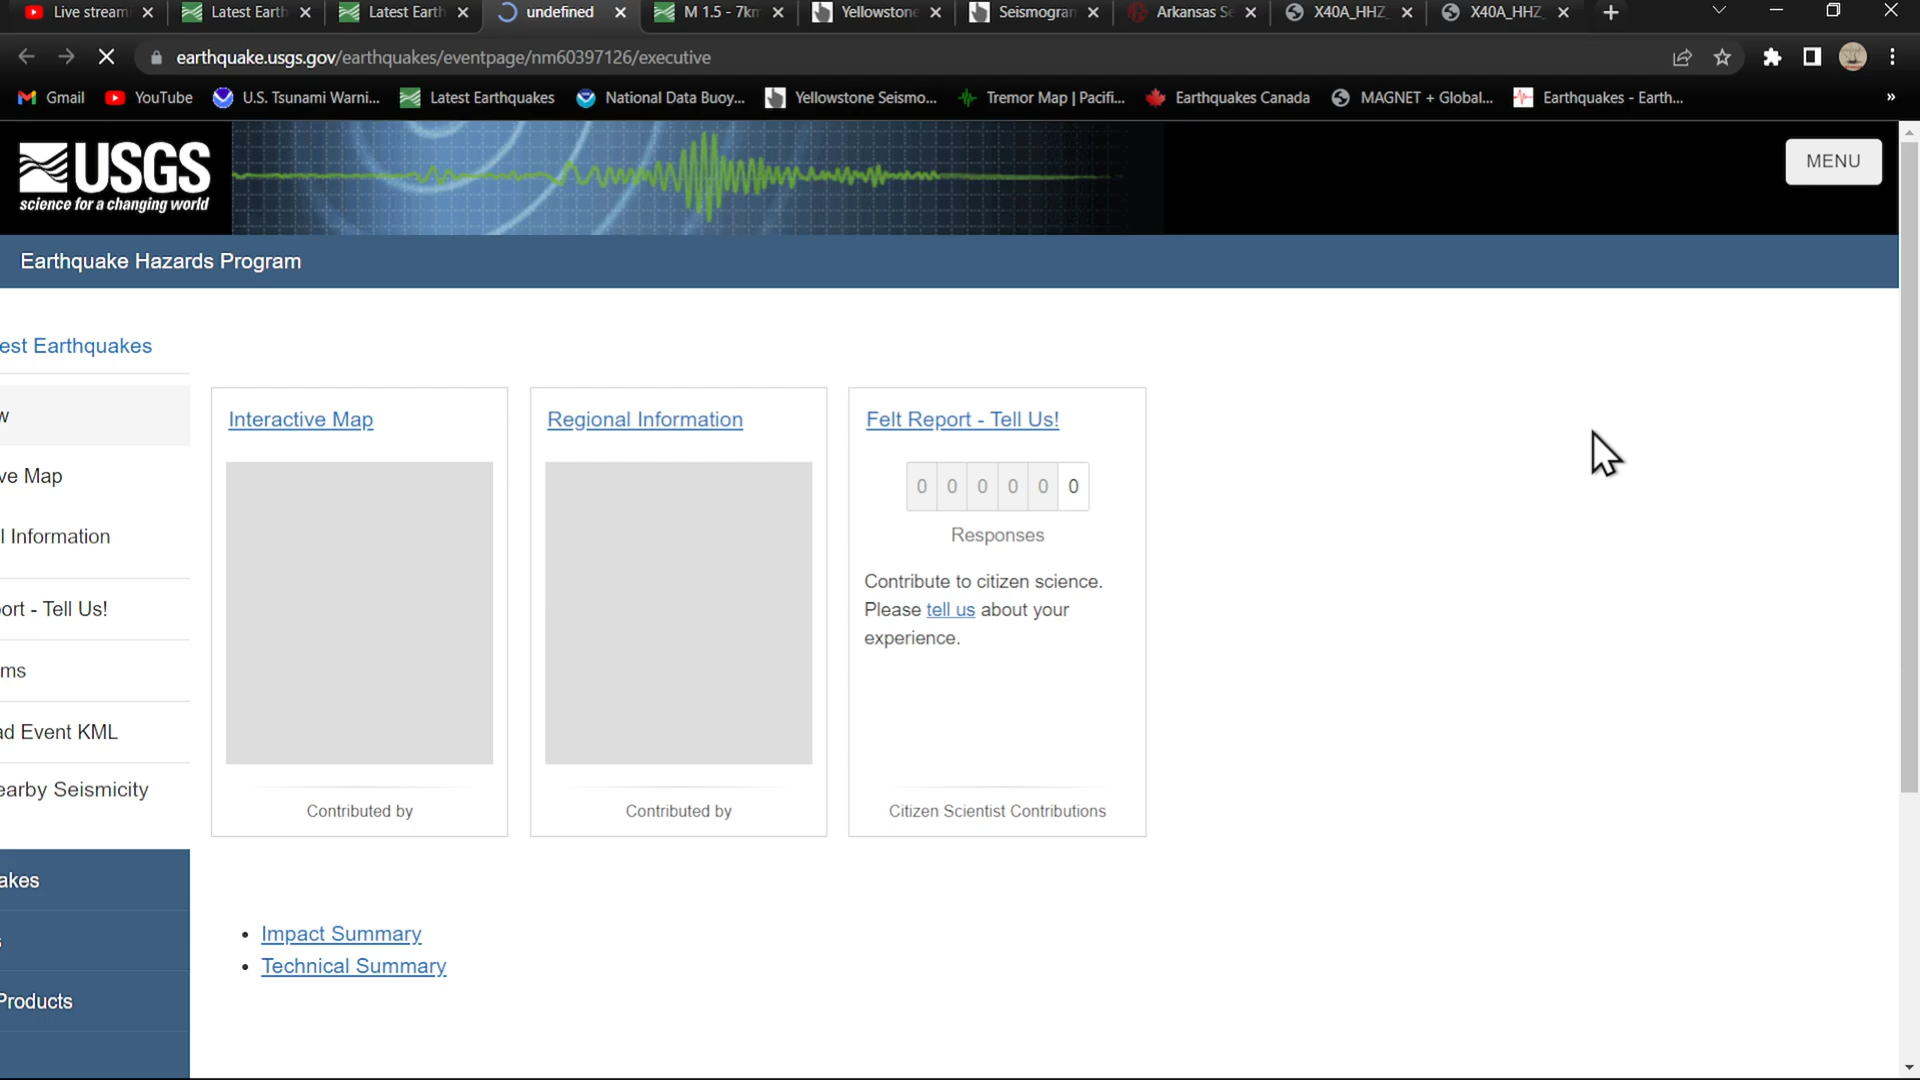 Live stream
Latest Earth
Latest Earth
undefined
M 1.5 - 7km
Yellowstone
Seismogram
Arkansas Se
X40A_HHZ
X40A_HHZ
earthquake.usgs.gov/earthquakes/eventpage/nm60397126/executive
Gmail
YouTube
U.S. Tsunami Warni...
Latest Earthquakes
National Data Buoy...
Yellowstone Seismo...
Tremor Map | Pacifi...
Earthquakes Canada
MAGNET + Global...
Earthquakes - Earth...
»
USGS
science for a changing world
MENU
Earthquake Hazards Program
est Earthquakes
w
ve Map
l Information
ort - Tell Us!
ms
ad Event KML
earby Seismicity
akes
s
Products
Interactive Map
Contributed by
Regional Information
Contributed by
Felt Report - Tell Us!
0 0 0 0 0 0
Responses
Contribute to citizen science.
Please tell us about your
experience.
Citizen Scientist Contributions
• Impact Summary
• Technical Summary